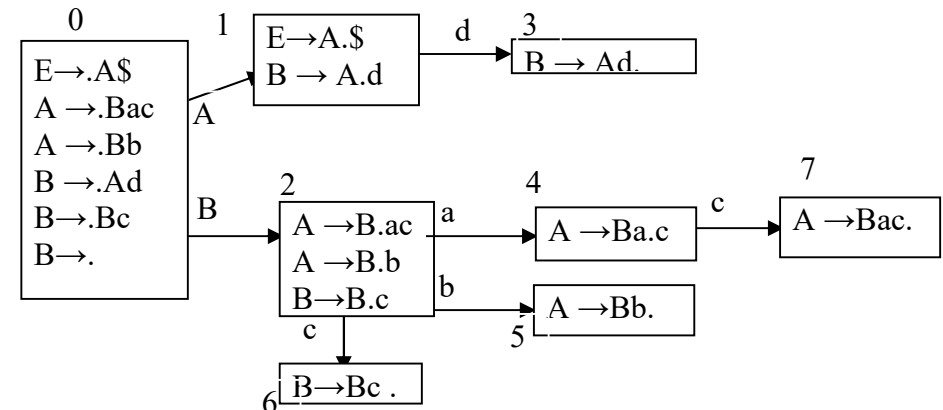 0
E→.A$
A →.Bac
A →.Bb
B →.Ad
B→.Bc
B→.
A
B
1
E→A.$
B → A.d
d
3
B → Ad.
2
A →B.ac
A →B.b
B→B.c
a
b
c
4
A →Ba.c
c
7
A →Bac.
5
A →Bb.
6
B→Bc .